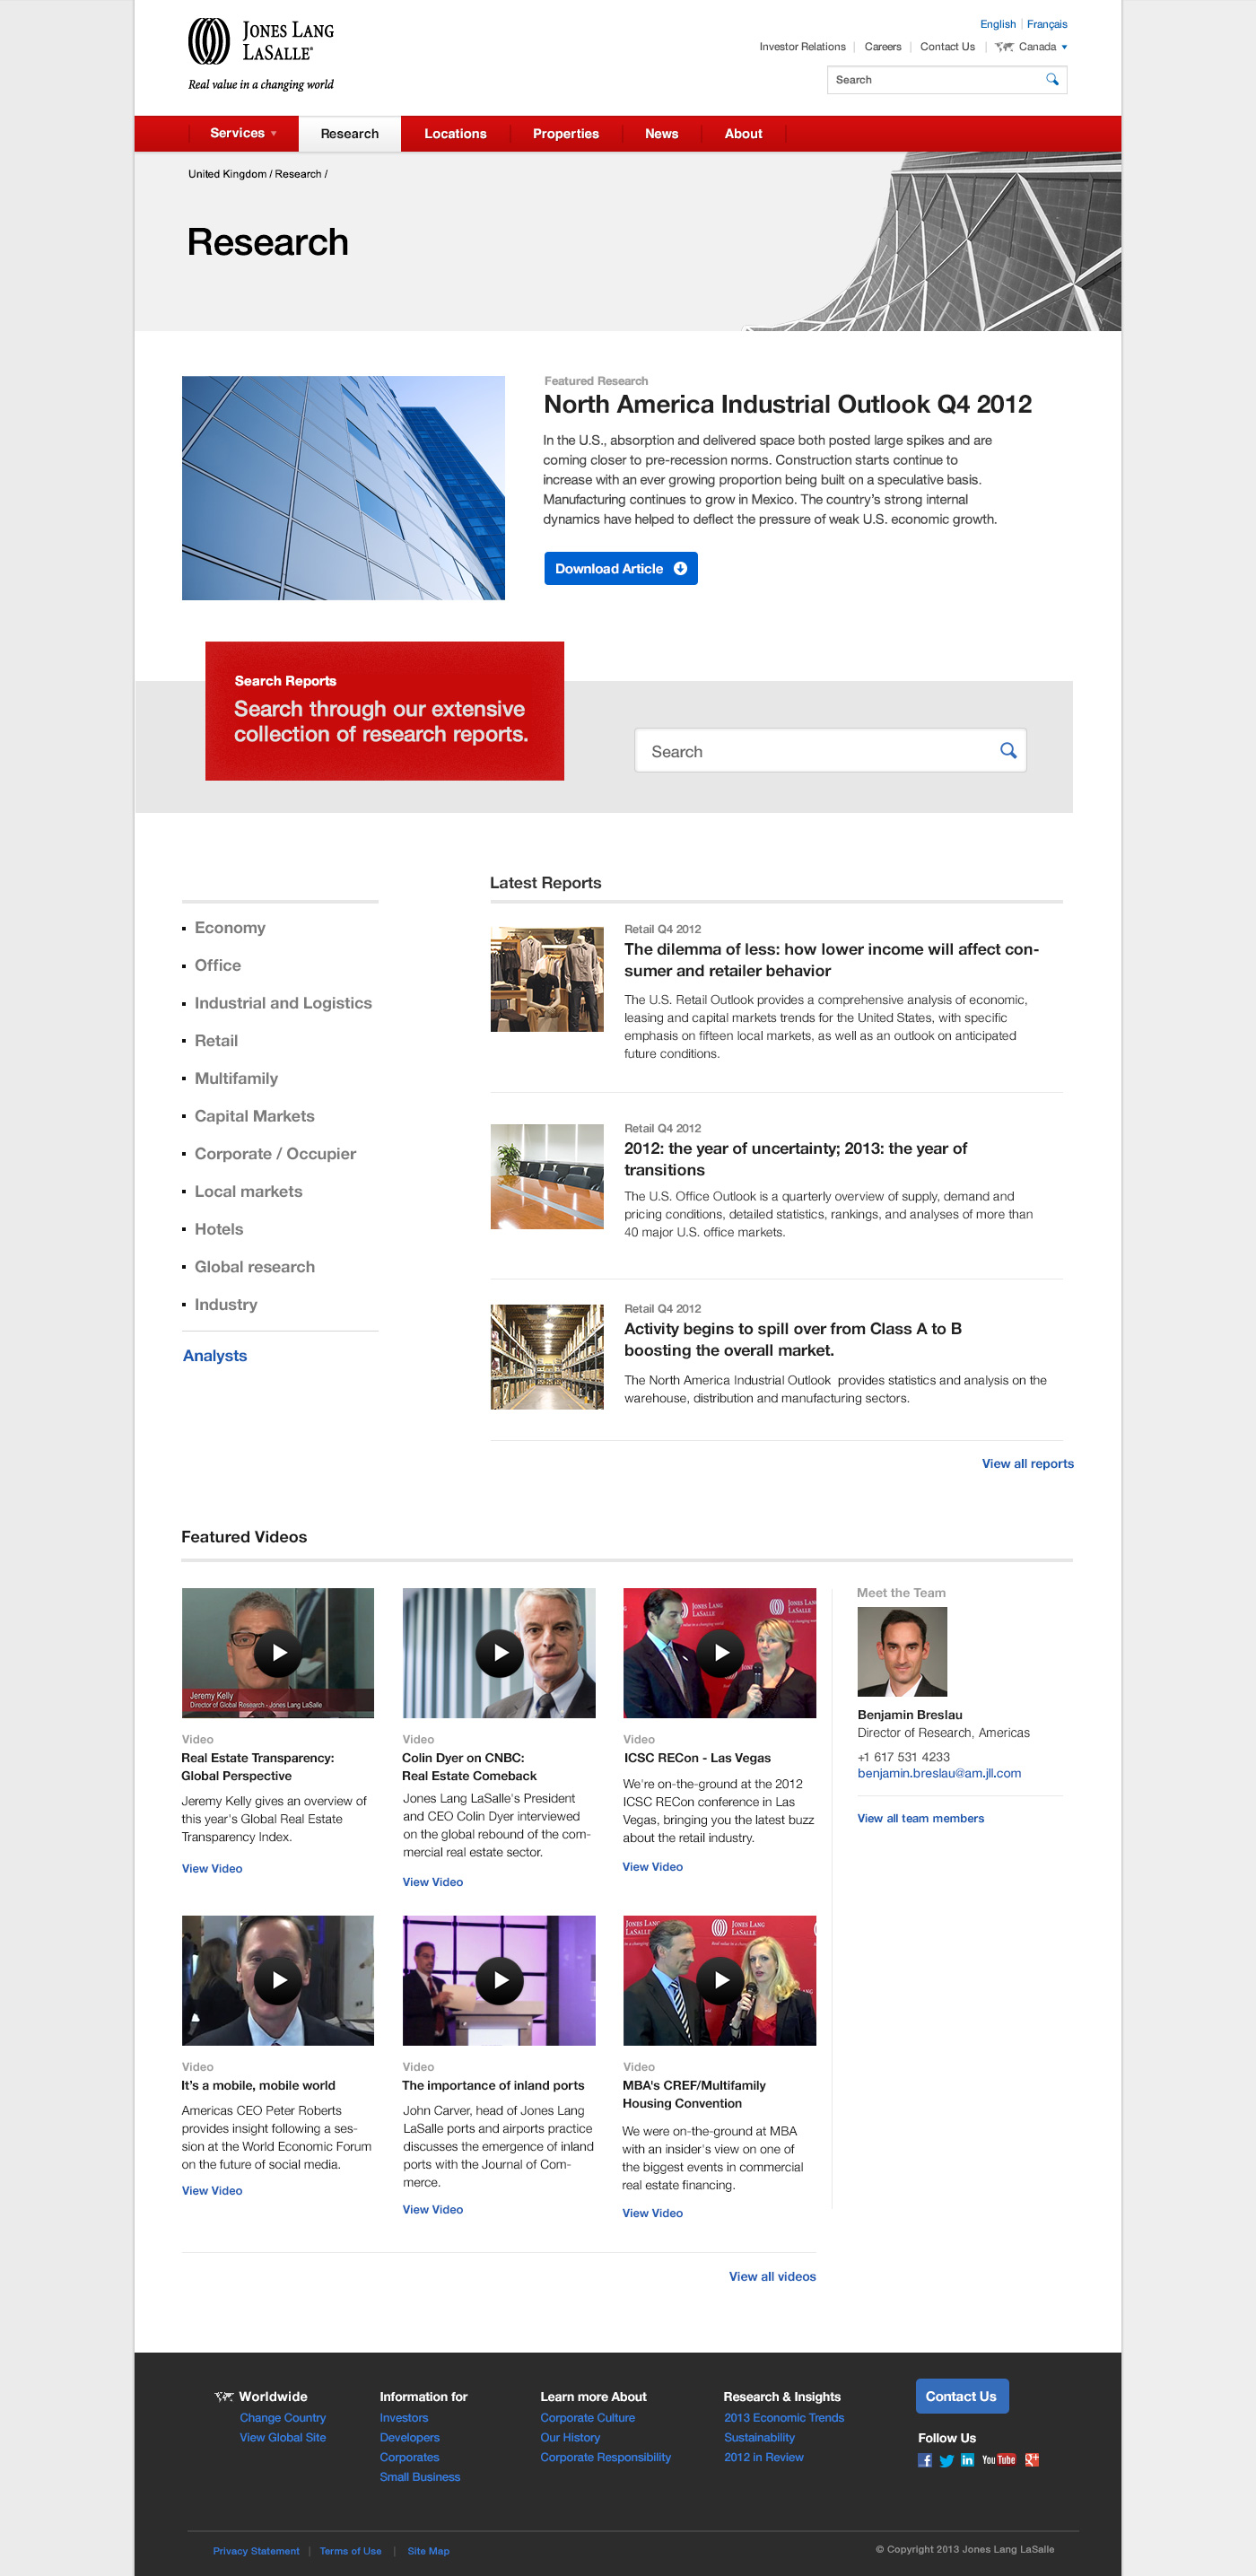 JONES LANG
LASALLE®
Real value in a changing world
English | Français
Investor Relations | Careers | Contact Us | Canada
Search
Services
Research
Locations
Properties
News
About
United Kingdom / Research /
Research
Featured Research
North America Industrial Outlook Q4 2012
In the U.S., absorption and delivered space both posted large spikes and are
coming closer to pre-recession norms. Construction starts continue to
increase with an ever growing proportion being built on a speculative basis.
Manufacturing continues to grow in Mexico. The country's strong internal
dynamics have helped to deflect the pressure of weak U.S. economic growth.
Download Article
Search Reports
Search through our extensive
collection of research reports.
Search
Economy
Office
Industrial and Logistics
Retail
Multifamily
Capital Markets
Corporate / Occupier
Local markets
Hotels
Global research
Industry
Analysts
Latest Reports
Retail Q4 2012
The dilemma of less: how lower income will affect con-
sumer and retailer behavior
The U.S. Retail Outlook provides a comprehensive analysis of economic,
leasing and capital markets trends for the United States, with specific
emphasis on fifteen local markets, as well as an outlook on anticipated
future conditions.
Retail Q4 2012
2012: the year of uncertainty; 2013: the year of
transitions
The U.S. Office Outlook is a quarterly overview of supply, demand and
pricing conditions, detailed statistics, rankings, and analyses of more than
40 major U.S. office markets.
Retail Q4 2012
Activity begins to spill over from Class A to B
boosting the overall market.
The North America Industrial Outlook provides statistics and analysis on the
warehouse, distribution and manufacturing sectors.
View all reports
Featured Videos
Jeremy Kelly
Director of Global Research - Jones Lang LaSalle
Video
Real Estate Transparency:
Global Perspective
Jeremy Kelly gives an overview of
this year's Global Real Estate
Transparency Index.
View Video
Video
Colin Dyer on CNBC:
Real Estate Comeback
Jones Lang LaSalle's President
and CEO Colin Dyer interviewed
on the global rebound of the com-
mercial real estate sector.
View Video
JONES LANG
LASALLE
JONES LANG
LASALLE
Video
ICSC RECon - Las Vegas
We're on-the-ground at the 2012
ICSC RECon conference in Las
Vegas, bringing you the latest buzz
about the retail industry.
View Video
Meet the Team
Benjamin Breslau
Director of Research, Americas
+1 617 531 4233
benjamin.breslau@am.jll.com
View all team members
Video
It's a mobile, mobile world
Americas CEO Peter Roberts
provides insight following a ses-
sion at the World Economic Forum
on the future of social media.
View Video
Video
The importance of inland ports
John Carver, head of Jones Lang
LaSalle ports and airports practice
discusses the emergence of inland
ports with the Journal of Com-
merce.
View Video
JONES LANG
LASALLE
JONES LANG
LASALLE
Video
MBA's CREF/Multifamily
Housing Convention
We were on-the-ground at MBA
with an insider's view on one of
the biggest events in commercial
real estate financing.
View Video
View all videos
Worldwide
Change Country
View Global Site
Information for
Investors
Developers
Corporates
Small Business
Learn more About
Corporate Culture
Our History
Corporate Responsibility
Research & Insights
2013 Economic Trends
Sustainability
2012 in Review
Contact Us
Follow Us
f
in
You Tube
g+
Privacy Statement | Terms of Use | Site Map
© Copyright 2013 Jones Lang LaSalle